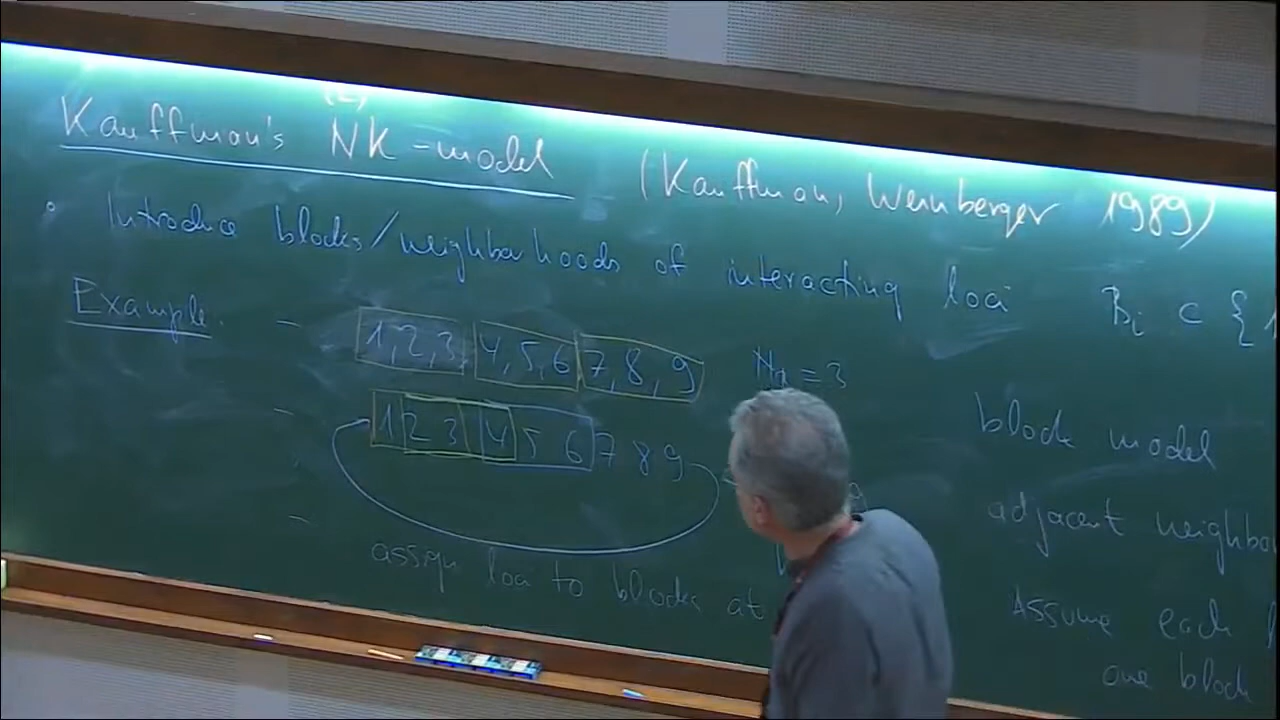 (L)
Kauffman's NK-model (Kauffman, Weinberger 1989)
Introduce blocks/neighbourhoods of interacting loci Bi ⊂ {1
Example. - 1,2,3, 4,5,6 7,8,9 = 3
block model
- 1 2 3 4 5 6 7 8 9
adjacent neighbo
- assign loci to blocks at
Assume each
one block